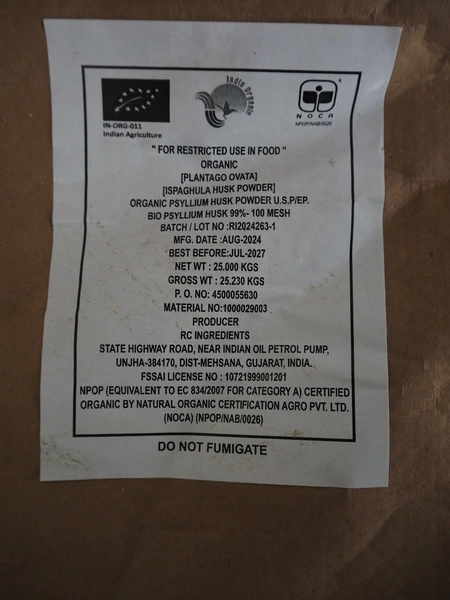 india organic
IN-ORG-011
Indian Agriculture
NOCA
NPOP/NAB/0026
" FOR RESTRICTED USE IN FOOD "
ORGANIC
[PLANTAGO OVATA]
[ISPAGHULA HUSK POWDER]
ORGANIC PSYLLIUM HUSK POWDER U.S.P/EP.
BIO PSYLLIUM HUSK 99%- 100 MESH
BATCH / LOT NO :RI2024263-1
MFG. DATE :AUG-2024
BEST BEFORE:JUL-2027
NET WT : 25.000 KGS
GROSS WT : 25.230 KGS
P. O. NO: 4500055630
MATERIAL NO:1000029003
PRODUCER
RC INGREDIENTS
STATE HIGHWAY ROAD, NEAR INDIAN OIL PETROL PUMP,
UNJHA-384170, DIST-MEHSANA, GUJARAT, INDIA.
FSSAI LICENSE NO : 10721999001201
NPOP (EQUIVALENT TO EC 834/2007 FOR CATEGORY A) CERTIFIED
ORGANIC BY NATURAL ORGANIC CERTIFICATION AGRO PVT. LTD.
(NOCA) (NPOP/NAB/0026)
DO NOT FUMIGATE